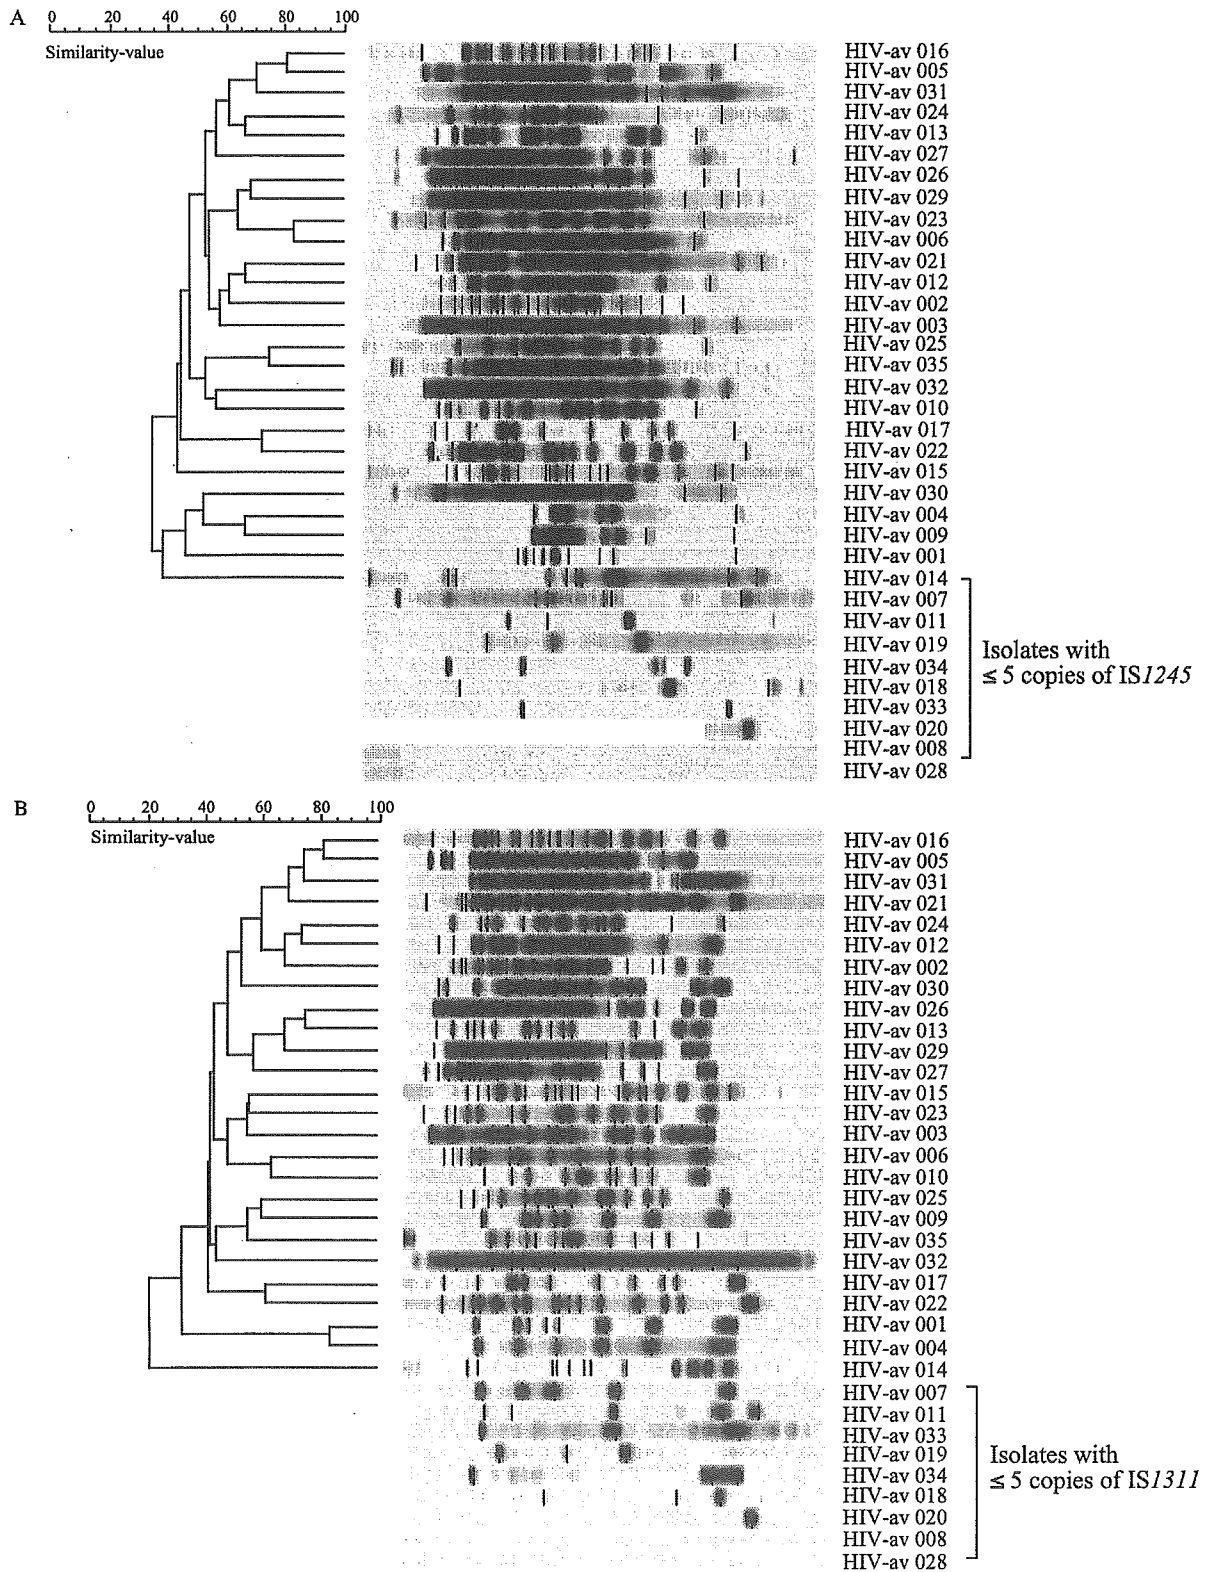 A
0 20 40 60 80 100
Similarity-value
HIV-av 016
HIV-av 005
HIV-av 031
HIV-av 024
HIV-av 013
HIV-av 027
HIV-av 026
HIV-av 029
HIV-av 023
HIV-av 006
HIV-av 021
HIV-av 012
HIV-av 002
HIV-av 003
HIV-av 025
HIV-av 035
HIV-av 032
HIV-av 010
HIV-av 017
HIV-av 022
HIV-av 015
HIV-av 030
HIV-av 004
HIV-av 009
HIV-av 001
HIV-av 014
HIV-av 007
HIV-av 011
HIV-av 019
HIV-av 034
HIV-av 018
HIV-av 033
HIV-av 020
HIV-av 008
HIV-av 028
Isolates with
≤ 5 copies of IS1245
B
0 20 40 60 80 100
Similarity-value
HIV-av 016
HIV-av 005
HIV-av 031
HIV-av 021
HIV-av 024
HIV-av 012
HIV-av 002
HIV-av 030
HIV-av 026
HIV-av 013
HIV-av 029
HIV-av 027
HIV-av 015
HIV-av 023
HIV-av 003
HIV-av 006
HIV-av 010
HIV-av 025
HIV-av 009
HIV-av 035
HIV-av 032
HIV-av 017
HIV-av 022
HIV-av 001
HIV-av 004
HIV-av 014
HIV-av 007
HIV-av 011
HIV-av 033
HIV-av 019
HIV-av 034
HIV-av 018
HIV-av 020
HIV-av 008
HIV-av 028
Isolates with
≤ 5 copies of IS1311